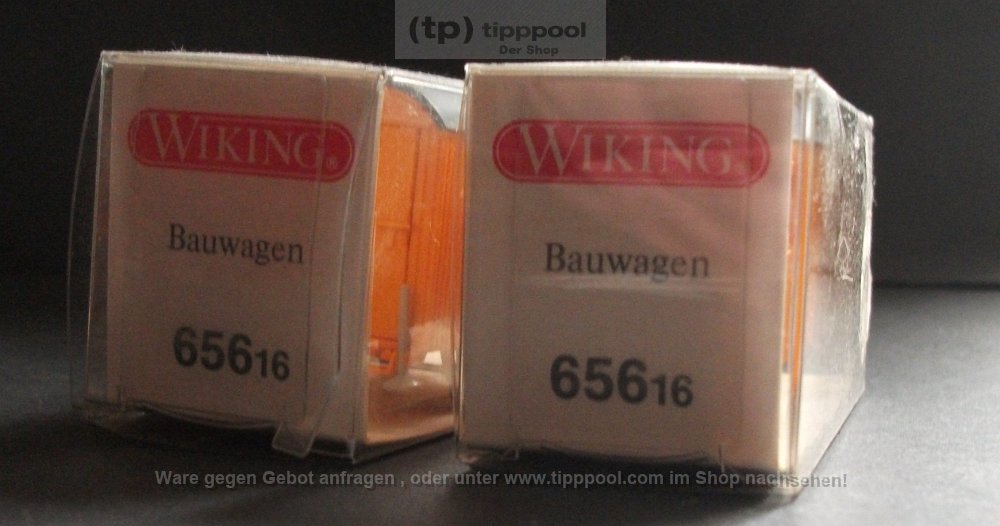 (tp) tipppool
Der Shop
WIKING®
Bauwagen
65616
WIKING®
Bauwagen
65616
Ware gegen Gebot anfragen , oder unter www.tipppool.com im Shop nachsehen!